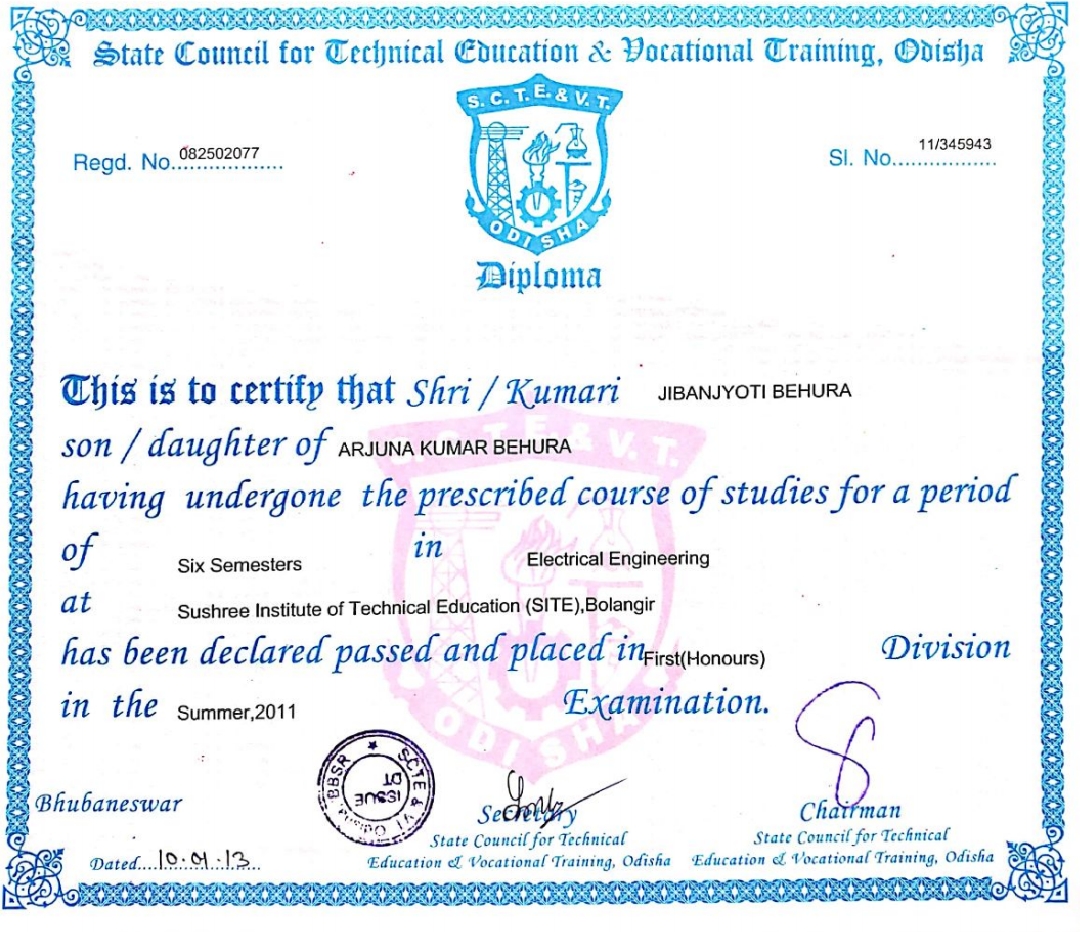 State Council for Technical Education & Vocational Training, Odisha
S. C. T. E. & V. T.
ODISHA
Regd. No. 082502077
Sl. No. 11/345943
Diploma
This is to certify that Shri / Kumari JIBANJYOTI BEHURA
son / daughter of ARJUNA KUMAR BEHURA
having undergone the prescribed course of studies for a period
of Six Semesters in Electrical Engineering
at Sushree Institute of Technical Education (SITE),Bolangir
has been declared passed and placed in First(Honours) Division
in the Summer,2011 Examination.
S.C.T.E. & V. T.
ODISHA
SCTE & VT Odisha BBSR
ISSUE
DT
Bhubaneswar
Dated....10.01.13...
Secretary
State Council for Technical
Education & Vocational Training, Odisha
Chairman
State Council for Technical
Education & Vocational Training, Odisha